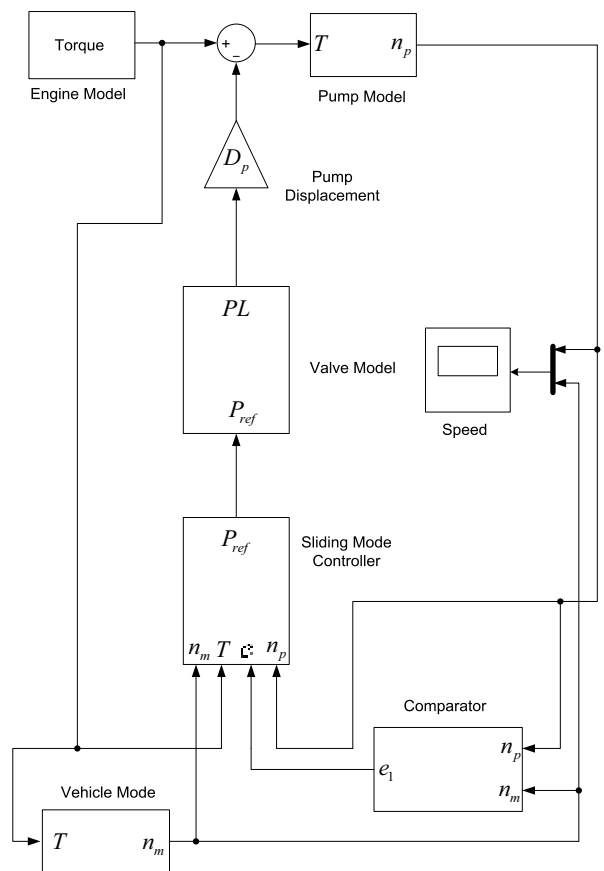 Torque
Engine Model
+
−
T n_p
Pump Model
D_p
Pump
Displacement
PL
Valve Model
P_ref
Speed
P_ref
Sliding Mode
Controller
n_m T n_p
Comparator
n_p
e_1
n_m
Vehicle Mode
T n_m